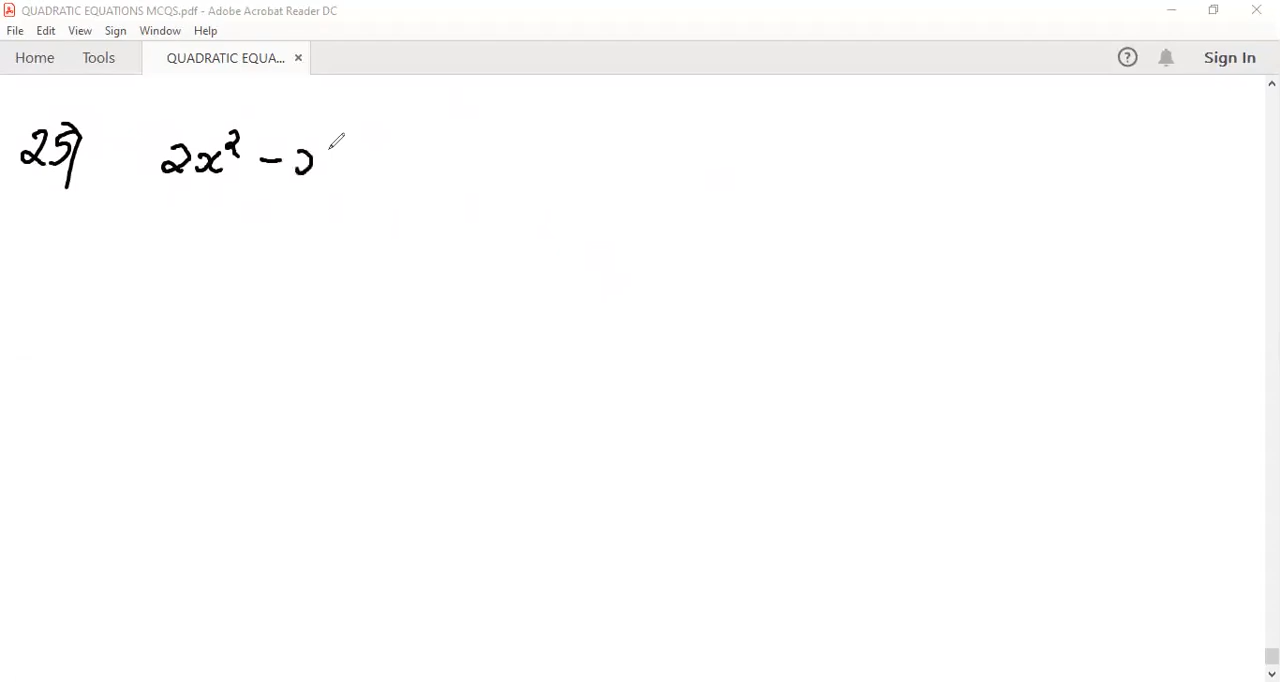 QUADRATIC EQUATIONS MCQS.pdf - Adobe Acrobat Reader DC
File Edit View Sign Window Help
Home Tools QUADRATIC EQUA... × Sign In
25) 2x² -